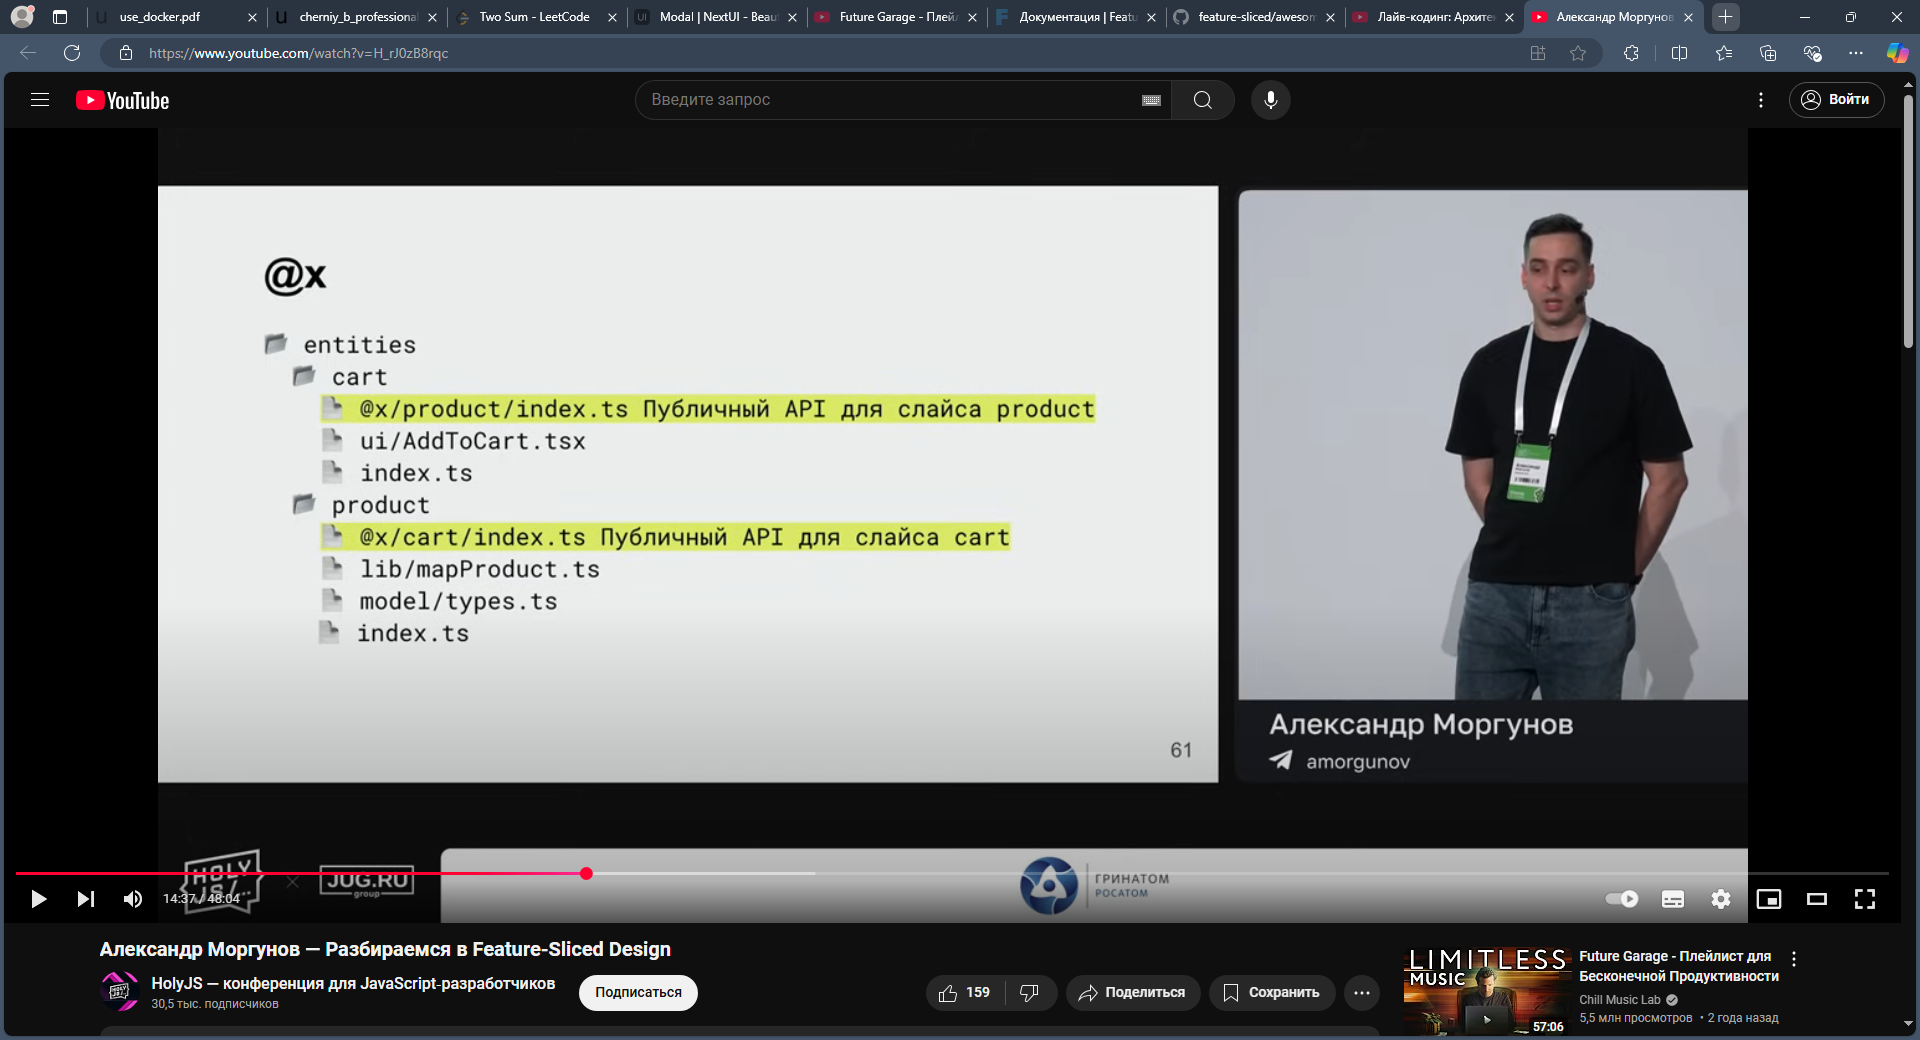 use_docker.pdf
cherniy_b_professional
Two Sum - LeetCode
Modal | NextUI - Beau
Future Garage - Плейл
Документация | Featu
feature-sliced/awesom
Лайв-кодинг: Архите
Александр Моргунов
https://www.youtube.com/watch?v=H_rJ0zB8rqc
YouTube
Введите запрос
Войти
@x
entities
cart
@x/product/index.ts Публичный API для слайса product
ui/AddToCart.tsx
index.ts
product
@x/cart/index.ts Публичный API для слайса cart
lib/mapProduct.ts
model/types.ts
index.ts
61
Александр Моргунов
amorgunov
HOLY
JS/..
JUG.RU
group
ГРИНАТОМ
РОСАТОМ
14:37 / 48:04
Александр Моргунов — Разбираемся в Feature-Sliced Design
HolyJS — конференция для JavaScript-разработчиков
30,5 тыс. подписчиков
Подписаться
159
Поделиться
Сохранить
LIMITLESS
MUSIC
57:06
Future Garage - Плейлист для
Бесконечной Продуктивности
Chill Music Lab
5,5 млн просмотров • 2 года назад